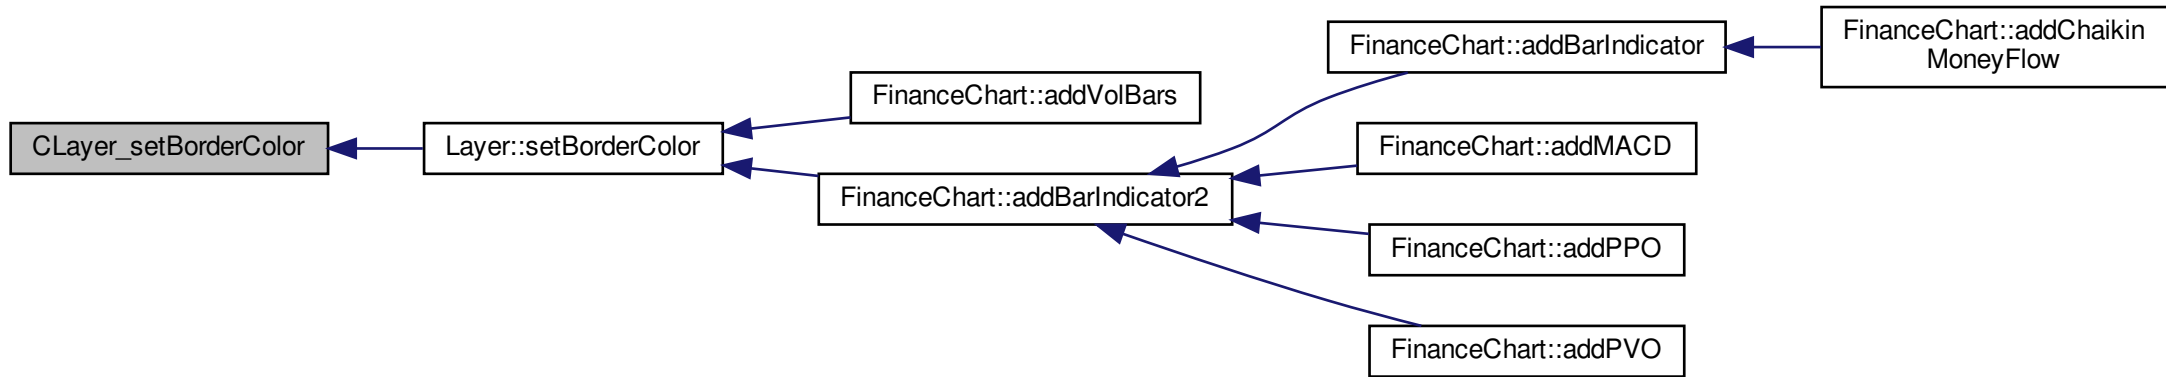 CLayer_setBorderColor
Layer::setBorderColor
FinanceChart::addVolBars
FinanceChart::addBarIndicator2
FinanceChart::addBarIndicator
FinanceChart::addChaikin
MoneyFlow
FinanceChart::addMACD
FinanceChart::addPPO
FinanceChart::addPVO